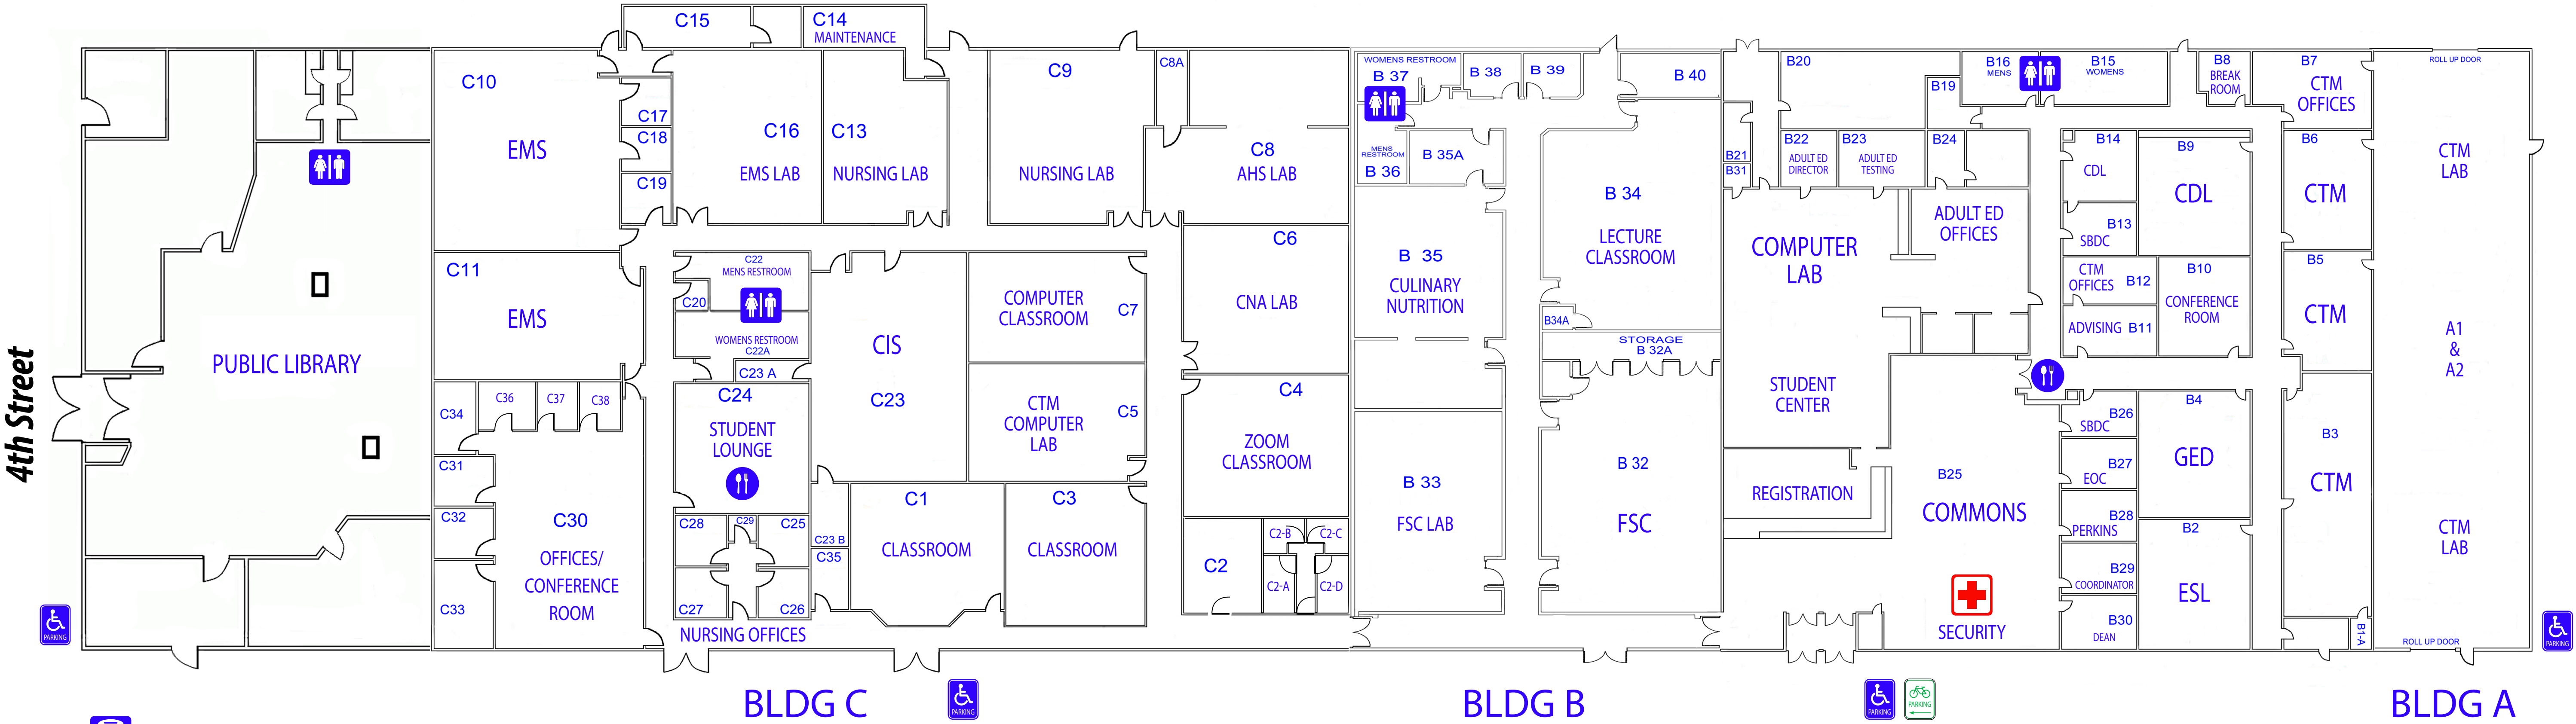 4th Street
PARKING
PUBLIC LIBRARY
C15
C14
MAINTENANCE
C10
EMS
C17
C18
C19
C16
EMS LAB
C13
NURSING LAB
C9
NURSING LAB
C8A
C8
AHS LAB
C11
EMS
C22
MENS RESTROOM
C20
WOMENS RESTROOM
C22A
C23 A
CIS
C23
COMPUTER
CLASSROOM
C7
CTM
COMPUTER
LAB
C5
C6
CNA LAB
C4
ZOOM
CLASSROOM
C34
C36
C37
C38
C31
C32
C33
C30
OFFICES/
CONFERENCE
ROOM
C24
STUDENT
LOUNGE
C28
C29
C25
C27
C26
NURSING OFFICES
C23 B
C35
C1
CLASSROOM
C3
CLASSROOM
C2
C2-B
C2-C
C2-A
C2-D
BLDG C
PARKING
WOMENS RESTROOM
B 37
B 38
B 39
B 40
MENS
RESTROOM
B 36
B 35A
B 35
CULINARY
NUTRITION
B 34
LECTURE
CLASSROOM
B34A
STORAGE
B 32A
B 33
FSC LAB
B 32
FSC
BLDG B
B20
B19
B16
MENS
B15
WOMENS
B8
BREAK
ROOM
B7
CTM
OFFICES
B21
B31
B22
ADULT ED
DIRECTOR
B23
ADULT ED
TESTING
B24
ADULT ED
OFFICES
COMPUTER
LAB
STUDENT
CENTER
REGISTRATION
B25
COMMONS
SECURITY
B14
CDL
B13
SBDC
CTM
OFFICES
B12
ADVISING B11
B9
CDL
B10
CONFERENCE
ROOM
B6
CTM
B5
CTM
B26
SBDC
B27
EOC
B28
PERKINS
B29
COORDINATOR
B30
DEAN
B4
GED
B2
ESL
B3
CTM
B1-A
PARKING
PARKING
ROLL UP DOOR
CTM
LAB
A1
&
A2
CTM
LAB
ROLL UP DOOR
PARKING
BLDG A